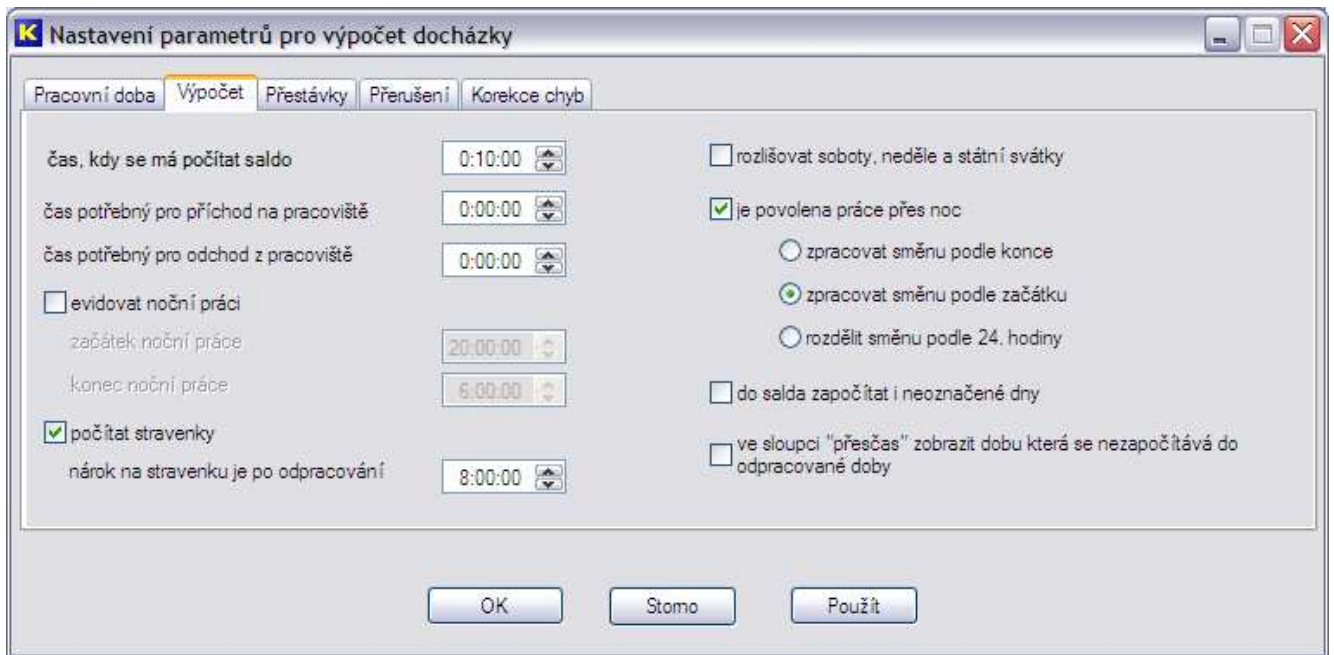 K Nastavení parametrů pro výpočet docházky
Pracovní doba Výpočet Přestávky Přerušení Korekce chyb
čas, kdy se má počítat saldo 0:10:00
čas potřebný pro příchod na pracoviště 0:00:00
čas potřebný pro odchod z pracoviště 0:00:00
evidovat noční práci
začátek noční práce 20:00:00
konec noční práce 6:00:00
počítat stravenky
nárok na stravenku je po odpracování 8:00:00
rozlišovat soboty, neděle a státní svátky
je povolena práce přes noc
zpracovat směnu podle konce
zpracovat směnu podle začátku
rozdělit směnu podle 24. hodiny
do salda započítat i neoznačené dny
ve sloupci "přesčas" zobrazit dobu která se nezapočítává do
odpracované doby
OK Storno Použít